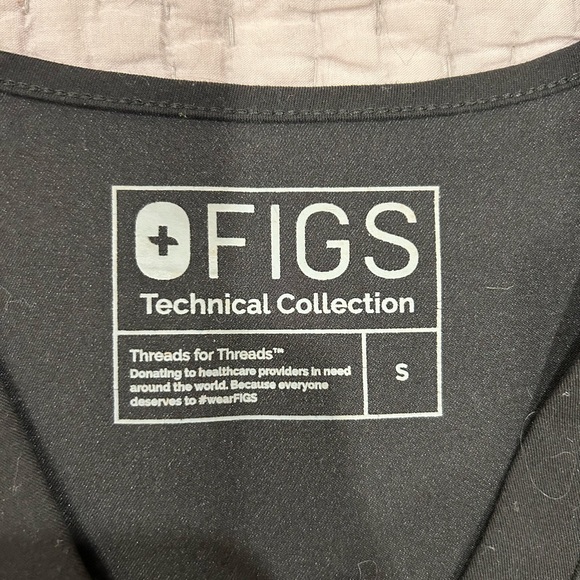 FIGS
Technical Collection
Threads for Threads™
Donating to healthcare providers in need
around the world. Because everyone
deserves to #wearFIGS
S